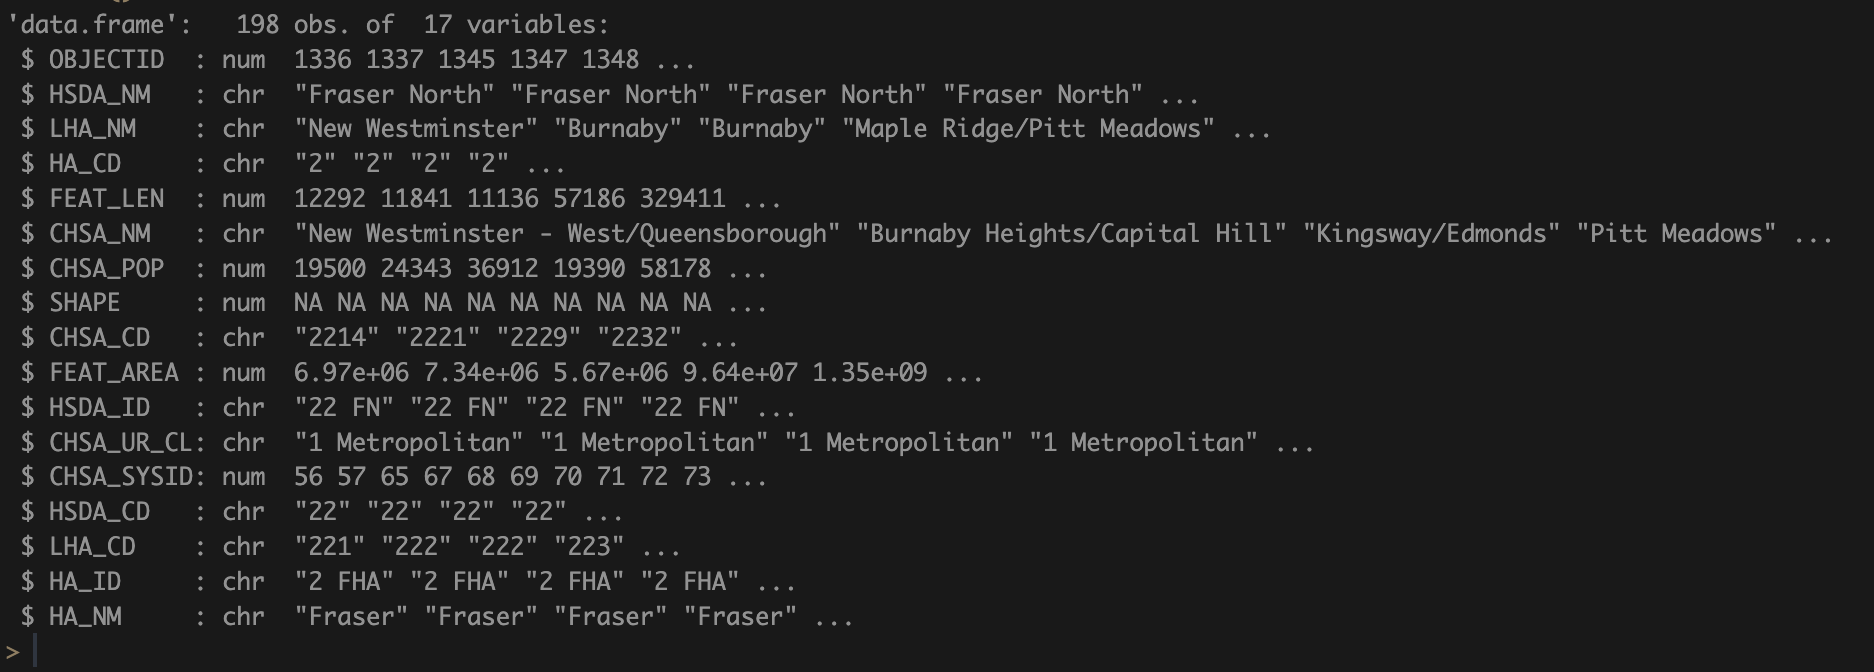 'data.frame':   198 obs. of  17 variables:
 $ OBJECTID  : num  1336 1337 1345 1347 1348 ...
 $ HSDA_NM   : chr  "Fraser North" "Fraser North" "Fraser North" "Fraser North" ...
 $ LHA_NM    : chr  "New Westminster" "Burnaby" "Burnaby" "Maple Ridge/Pitt Meadows" ...
 $ HA_CD     : chr  "2" "2" "2" "2" ...
 $ FEAT_LEN  : num  12292 11841 11136 57186 329411 ...
 $ CHSA_NM   : chr  "New Westminster - West/Queensborough" "Burnaby Heights/Capital Hill" "Kingsway/Edmonds" "Pitt Meadows" ...
 $ CHSA_POP  : num  19500 24343 36912 19390 58178 ...
 $ SHAPE     : num  NA NA NA NA NA NA NA NA NA NA ...
 $ CHSA_CD   : chr  "2214" "2221" "2229" "2232" ...
 $ FEAT_AREA : num  6.97e+06 7.34e+06 5.67e+06 9.64e+07 1.35e+09 ...
 $ HSDA_ID   : chr  "22 FN" "22 FN" "22 FN" "22 FN" ...
 $ CHSA_UR_CL: chr  "1 Metropolitan" "1 Metropolitan" "1 Metropolitan" "1 Metropolitan" ...
 $ CHSA_SYSID: num  56 57 65 67 68 69 70 71 72 73 ...
 $ HSDA_CD   : chr  "22" "22" "22" "22" ...
 $ LHA_CD    : chr  "221" "222" "222" "223" ...
 $ HA_ID     : chr  "2 FHA" "2 FHA" "2 FHA" "2 FHA" ...
 $ HA_NM     : chr  "Fraser" "Fraser" "Fraser" "Fraser" ...
>